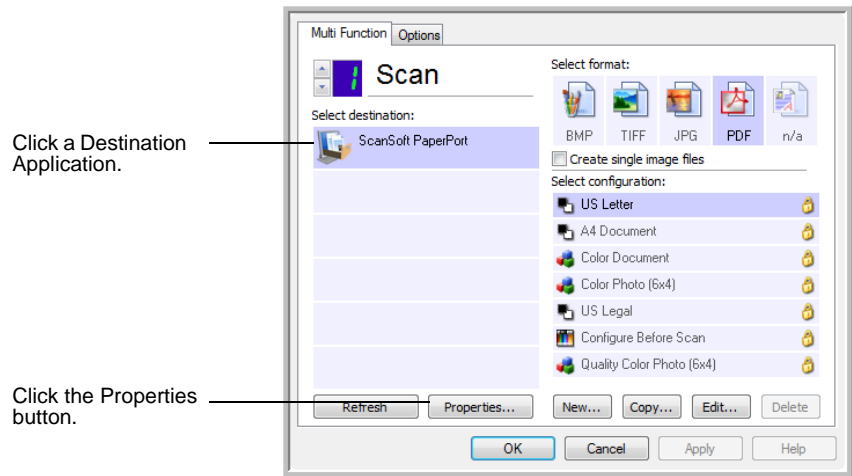 Multi Function Options
1 Scan
Select destination:
ScanSoft PaperPort
Click a Destination
Application.
Select format:
BMP TIFF JPG PDF n/a
Create single image files
Select configuration:
US Letter
A4 Document
Color Document
Color Photo (6x4)
US Legal
Configure Before Scan
Quality Color Photo (6x4)
Click the Properties
button.
Refresh Properties... New... Copy... Edit... Delete
OK Cancel Apply Help